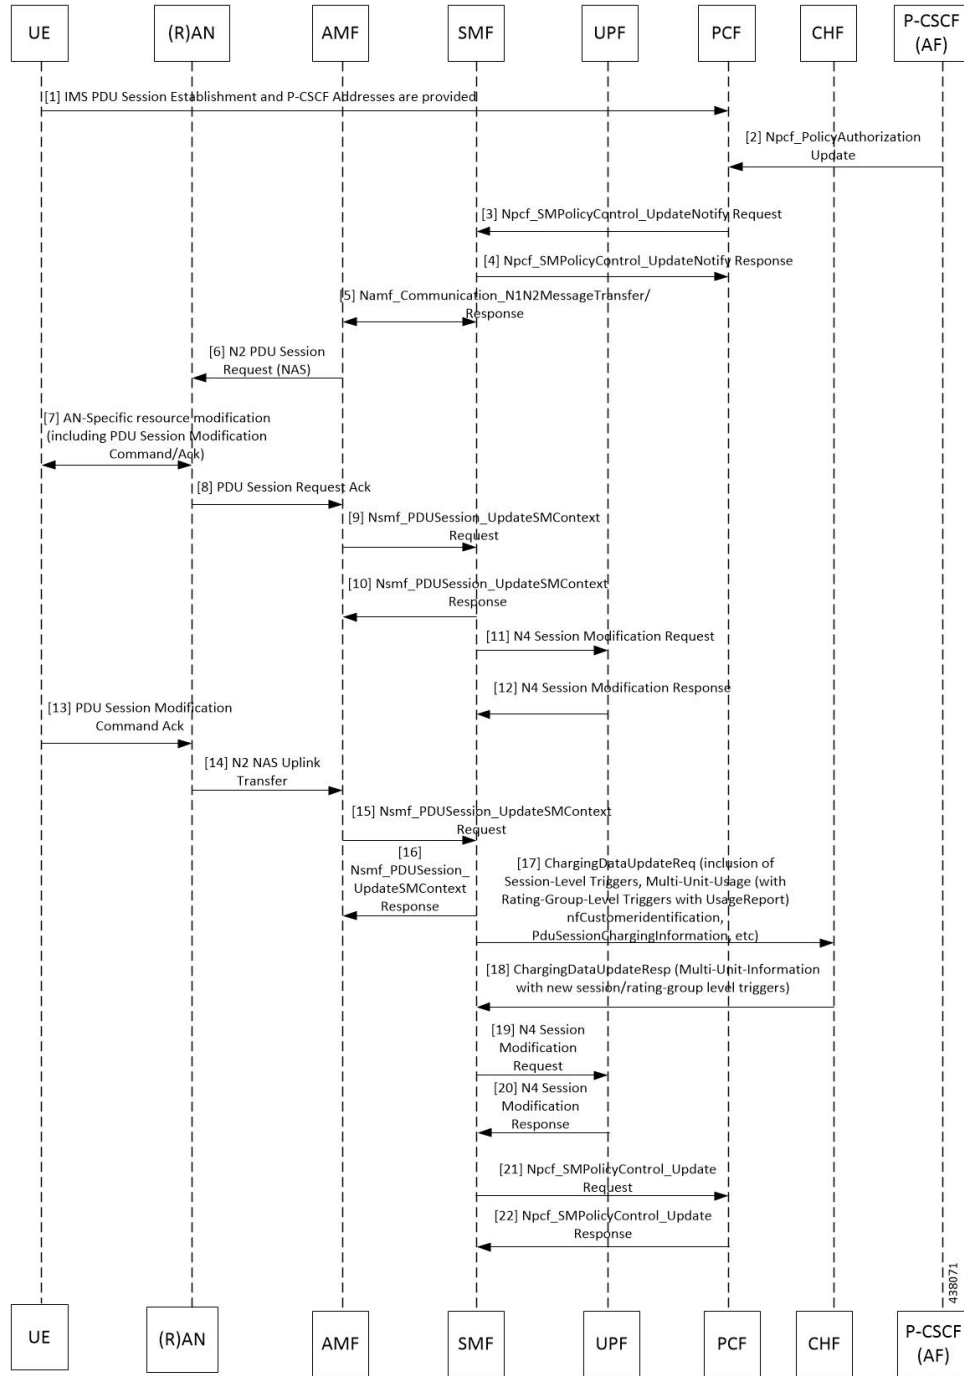 UE
(R)AN
AMF
SMF
UPF
PCF
CHF
P-CSCF
(AF)
[1] IMS PDU Session Establishment and P-CSCF Addresses are provided
[2] Npcf_PolicyAuthorization
Update
[3] Npcf_SMPolicyControl_UpdateNotify Request
[4] Npcf_SMPolicyControl_UpdateNotify Response
[5] Namf_Communication_N1N2MessageTransfer/
Response
[6] N2 PDU Session
Request (NAS)
[7] AN-Specific resource modification
(including PDU Session Modification
Command/Ack)
[8] PDU Session Request Ack
[9] Nsmf_PDUSession_UpdateSMContext
Request
[10] Nsmf_PDUSession_UpdateSMContext
Response
[11] N4 Session Modification Request
[12] N4 Session Modification Response
[13] PDU Session Modification
Command Ack
[14] N2 NAS Uplink
Transfer
[15] Nsmf_PDUSession_UpdateSMContext
Request
[16]
Nsmf_PDUSession_
UpdateSMContext
Response
[17] ChargingDataUpdateReq (inclusion of
Session-Level Triggers, Multi-Unit-Usage (with
Rating-Group-Level Triggers with UsageReport)
nfCustomeridentification,
PduSessionChargingInformation, etc)
[18] ChargingDataUpdateResp (Multi-Unit-Information
with new session/rating-group level triggers)
[19] N4 Session
Modification
Request
[20] N4 Session
Modification
Response
[21] Npcf_SMPolicyControl_Update
Request
[22] Npcf_SMPolicyControl_Update
Response
438071
UE
(R)AN
AMF
SMF
UPF
PCF
CHF
P-CSCF
(AF)